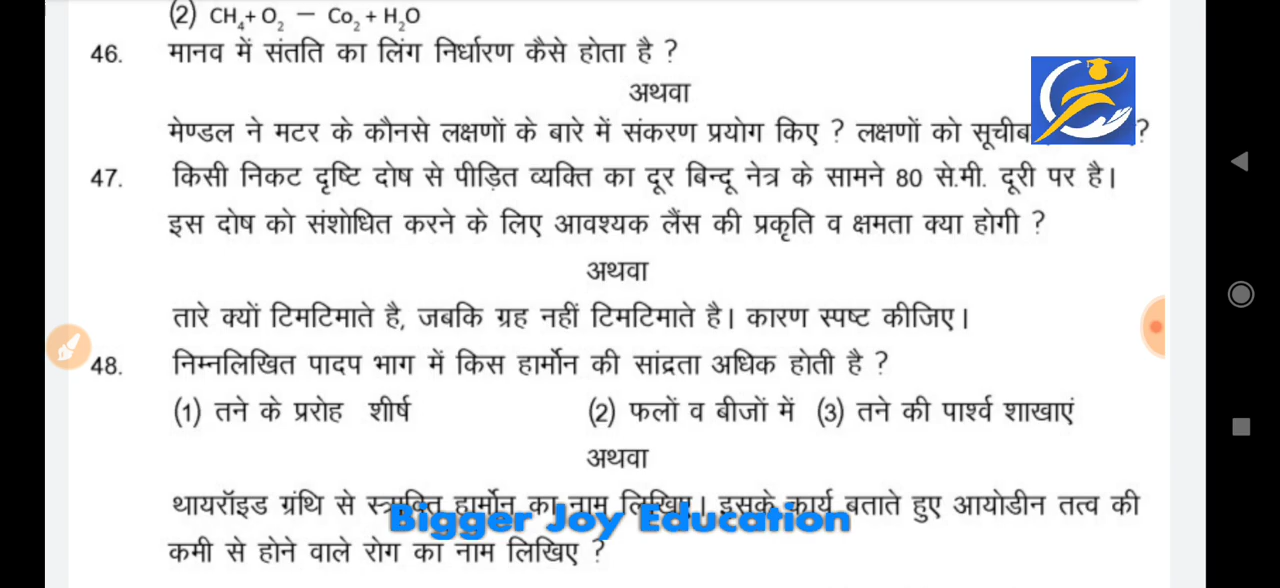 (2) CH₄+ O₂ – Co₂ + H₂O
46. मानव में संतति का लिंग निर्धारण कैसे होता है ?
अथवा
मेण्डल ने मटर के कौनसे लक्षणों के बारे में संकरण प्रयोग किए ? लक्षणों को ?
47. किसी निकट दृष्टि दोष से पीड़ित व्यक्ति का दूर बिन्दू नेत्र के सामने 80 से.मी. दूरी पर है।
इस दोष को संशोधित करने के लिए आवश्यक लैंस की प्रकृति व क्षमता क्या होगी ?
अथवा
तारे क्यों टिमटिमाते है, जबकि ग्रह नहीं टिमटिमाते है। कारण स्पष्ट कीजिए।
48. निम्नलिखित पादप भाग में किस हार्मोन की सांद्रता अधिक होती है ?
(1) तने के प्ररोह शीर्ष (2) फलों व बीजों में (3) तने की पार्श्व शाखाएं
अथवा
थायरॉइड ग्रंथि से स्त्रावित हार्मोन का नाम लिखिए। इसके कार्य बताते हुए आयोडीन तत्व की
Bigger Joy Education
कमी से होने वाले रोग का नाम लिखिए ?